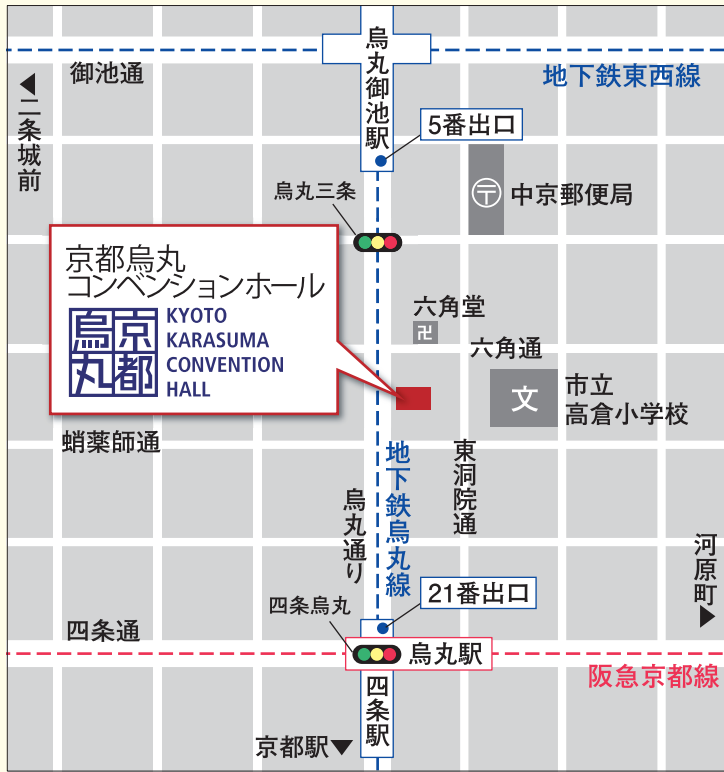 御池通
烏丸御池駅
地下鉄東西線
二条城前
5番出口
中京郵便局
烏丸三条
京都烏丸
コンベンションホール
烏丸京都
KYOTO
KARASUMA
CONVENTION
HALL
六角堂
卍
六角通
文
市立
高倉小学校
蛸薬師通
烏丸通り
地下鉄烏丸線
東洞院通
河原町
21番出口
四条烏丸
四条通
烏丸駅
阪急京都線
四条駅
京都駅